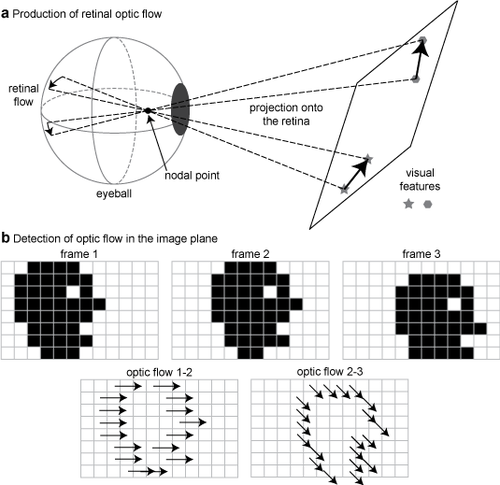 a Production of retinal optic flow
retinal
flow
projection onto
the retina
nodal point
eyeball
visual
features
b Detection of optic flow in the image plane
frame 1
frame 2
frame 3
optic flow 1-2
optic flow 2-3